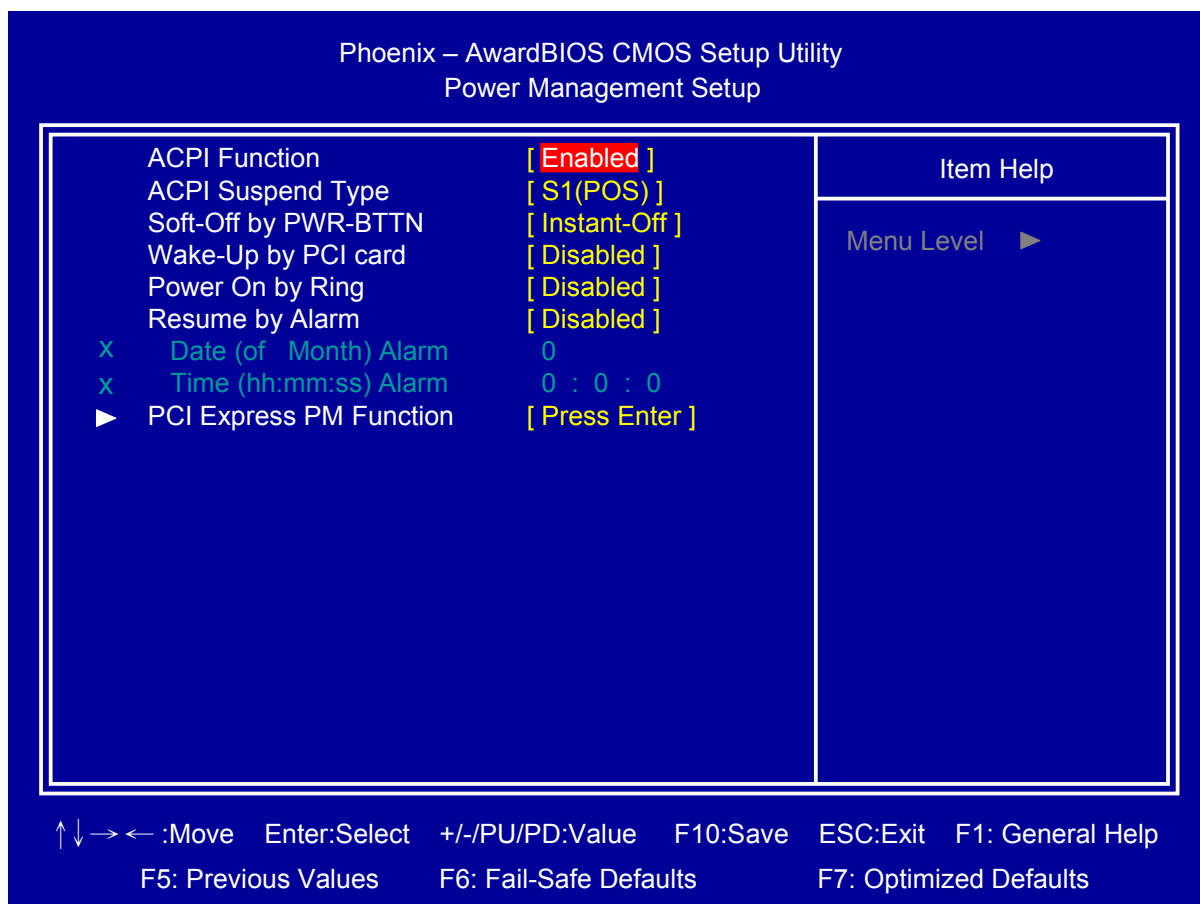 Phoenix – AwardBIOS CMOS Setup Utility
Power Management Setup
ACPI Function [ Enabled ]
ACPI Suspend Type [ S1(POS) ]
Soft-Off by PWR-BTTN [ Instant-Off ]
Wake-Up by PCI card [ Disabled ]
Power On by Ring [ Disabled ]
Resume by Alarm [ Disabled ]
x Date (of Month) Alarm 0
x Time (hh:mm:ss) Alarm 0 : 0 : 0
► PCI Express PM Function [ Press Enter ]
Item Help
Menu Level ►
↑↓→← :Move Enter:Select +/-/PU/PD:Value F10:Save ESC:Exit F1: General Help
F5: Previous Values F6: Fail-Safe Defaults F7: Optimized Defaults